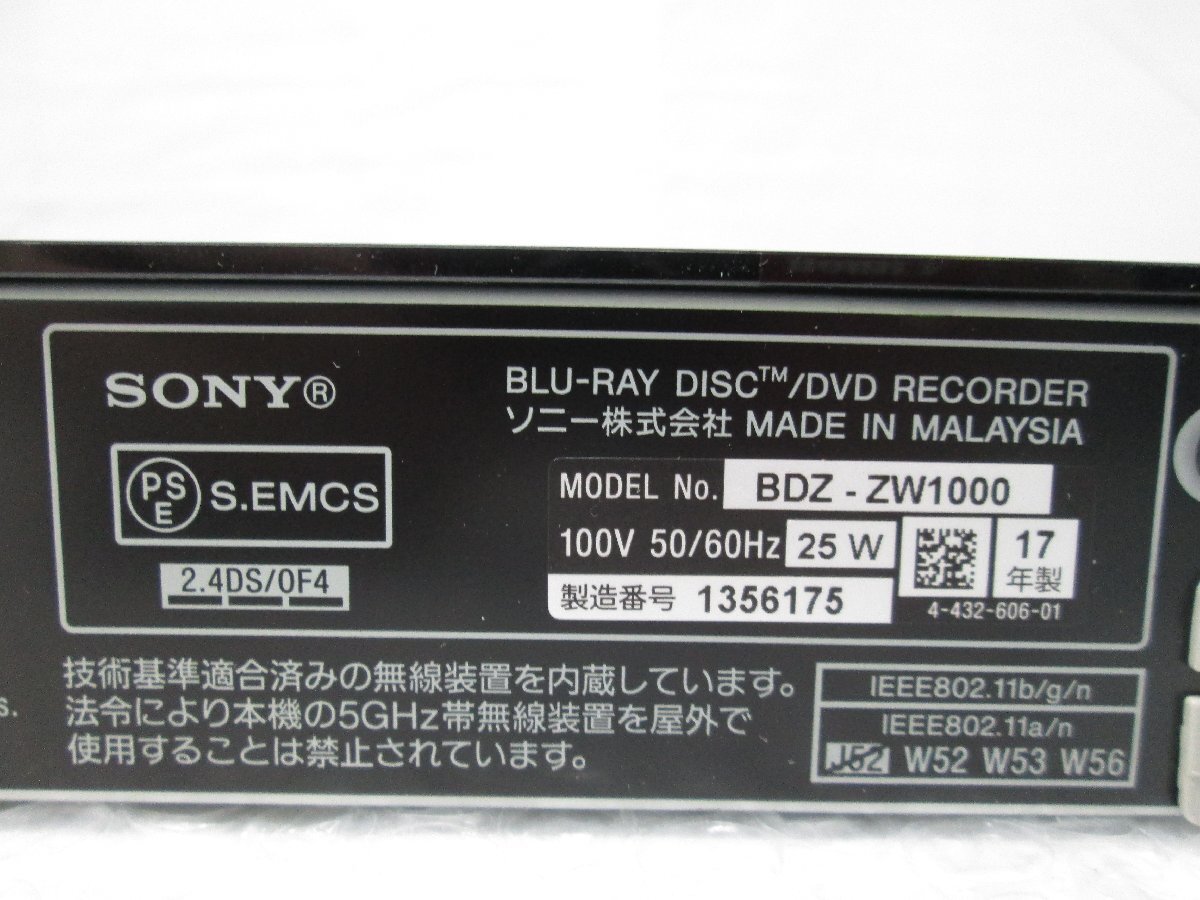 SONY®
BLU-RAY DISC™/DVD RECORDER
ソニー株式会社 MADE IN MALAYSIA
PSE S.EMCS
MODEL No. BDZ - ZW1000
100V 50/60Hz 25 W
17
年製
2.4DS/OF4
製造番号 1356175
4-432-606-01
技術基準適合済みの無線装置を内蔵しています。
法令により本機の5GHz帯無線装置を屋外で
使用することは禁止されています。
s.
IEEE802.11b/g/n
IEEE802.11a/n
J52 W52 W53 W56